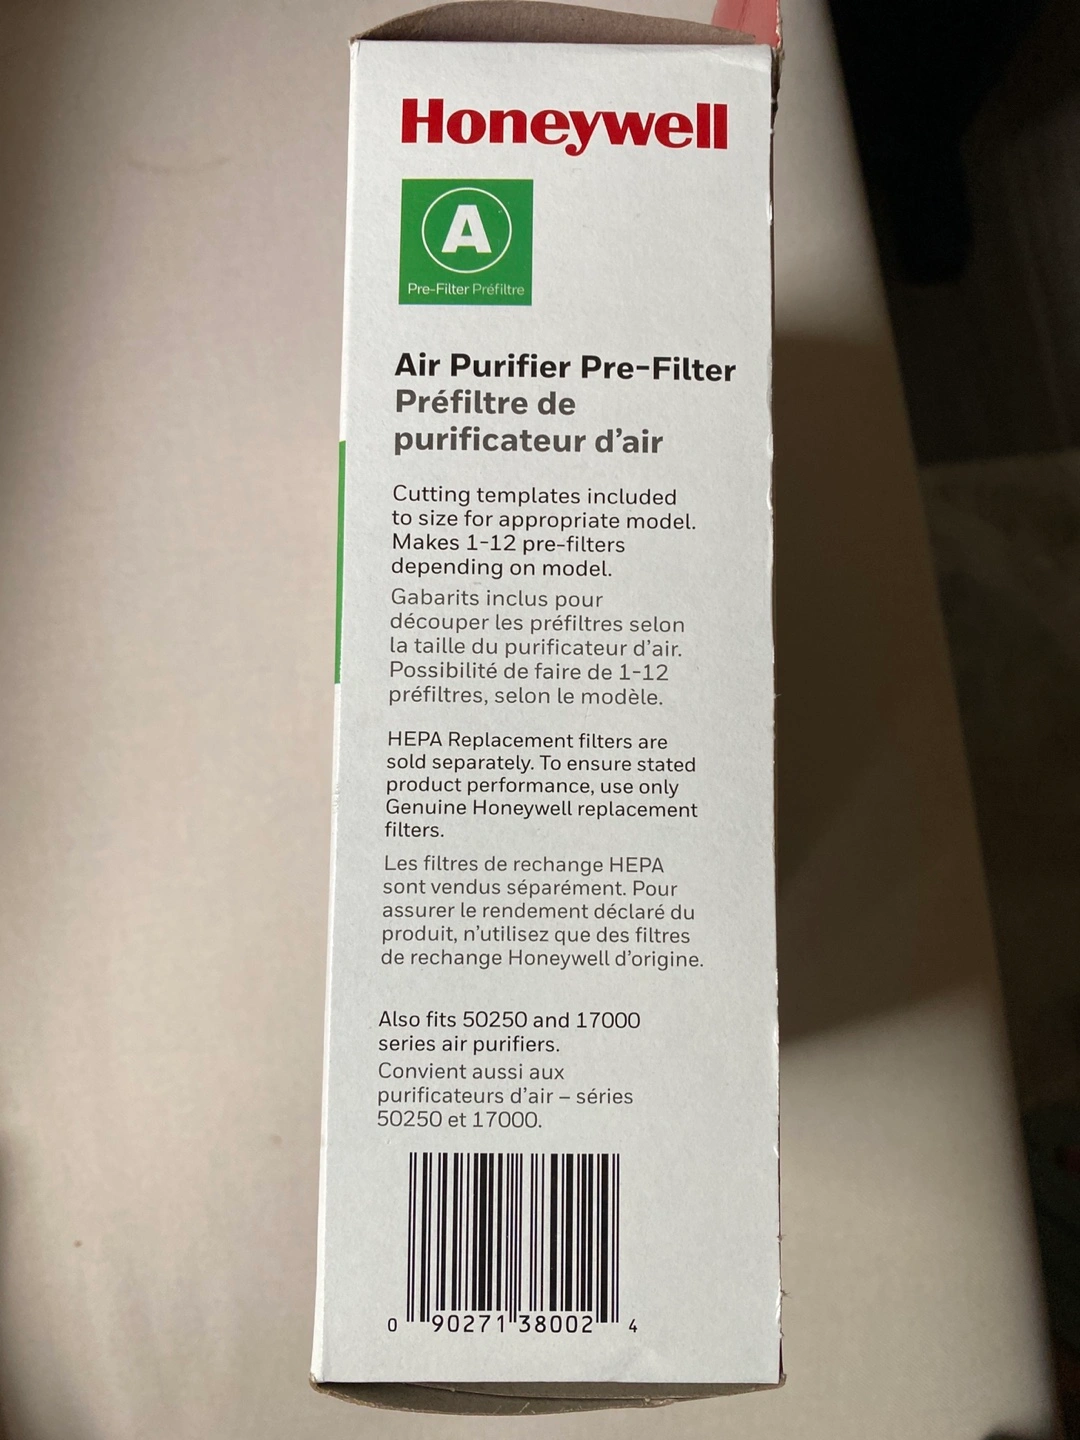 Honeywell
A
Pre-Filter Préfiltre
Air Purifier Pre-Filter
Préfiltre de
purificateur d’air
Cutting templates included
to size for appropriate model.
Makes 1-12 pre-filters
depending on model.
Gabarits inclus pour
découper les préfiltres selon
la taille du purificateur d’air.
Possibilité de faire de 1-12
préfiltres, selon le modèle.
HEPA Replacement filters are
sold separately. To ensure stated
product performance, use only
Genuine Honeywell replacement
filters.
Les filtres de rechange HEPA
sont vendus séparément. Pour
assurer le rendement déclaré du
produit, n’utilisez que des filtres
de rechange Honeywell d’origine.
Also fits 50250 and 17000
series air purifiers.
Convient aussi aux
purificateurs d’air – séries
50250 et 17000.
0 90271 38002 4